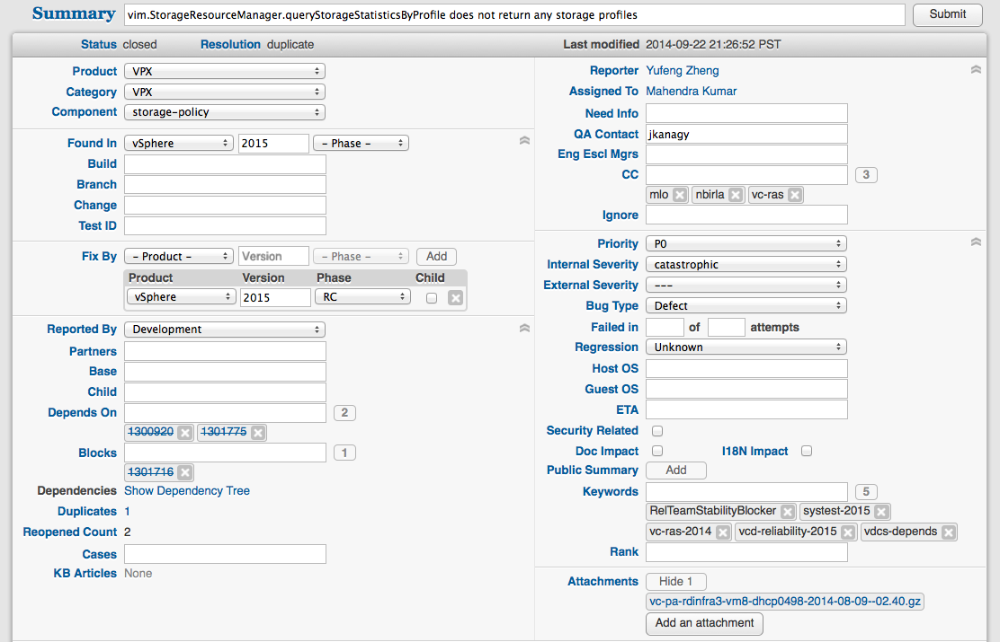 Summary vim.StorageResourceManager.queryStorageStatisticsByProfile does not return any storage profiles Submit
Status closed Resolution duplicate Last modified 2014-09-22 21:26:52 PST
Product VPX
Category VPX
Component storage-policy
Found In vSphere 2015 - Phase -
Build
Branch
Change
Test ID
Fix By - Product - Version - Phase - Add
Product Version Phase Child
vSphere 2015 RC
Reported By Development
Partners
Base
Child
Depends On 2
1300920 1301775
Blocks 1
1301716
Dependencies Show Dependency Tree
Duplicates 1
Reopened Count 2
Cases
KB Articles None
Reporter Yufeng Zheng
Assigned To Mahendra Kumar
Need Info
QA Contact jkanagy
Eng Escl Mgrs
CC 3
mlo nbirla vc-ras
Ignore
Priority P0
Internal Severity catastrophic
External Severity ---
Bug Type Defect
Failed in of attempts
Regression Unknown
Host OS
Guest OS
ETA
Security Related
Doc Impact I18N Impact
Public Summary Add
Keywords 5
RelTeamStabilityBlocker systest-2015
vc-ras-2014 vcd-reliability-2015 vdcs-depends
Rank
Attachments Hide 1
vc-pa-rdinfra3-vm8-dhcp0498-2014-08-09--02.40.gz
Add an attachment